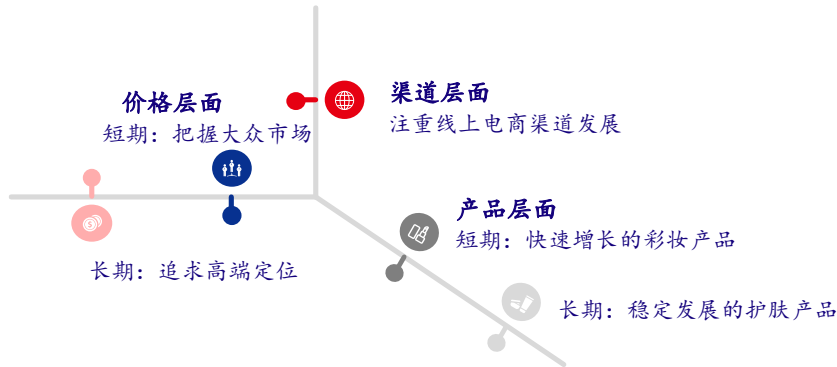 价格层面
短期：把握大众市场
长期：追求高端定位
渠道层面
注重线上电商渠道发展
产品层面
短期：快速增长的彩妆产品
长期：稳定发展的护肤产品